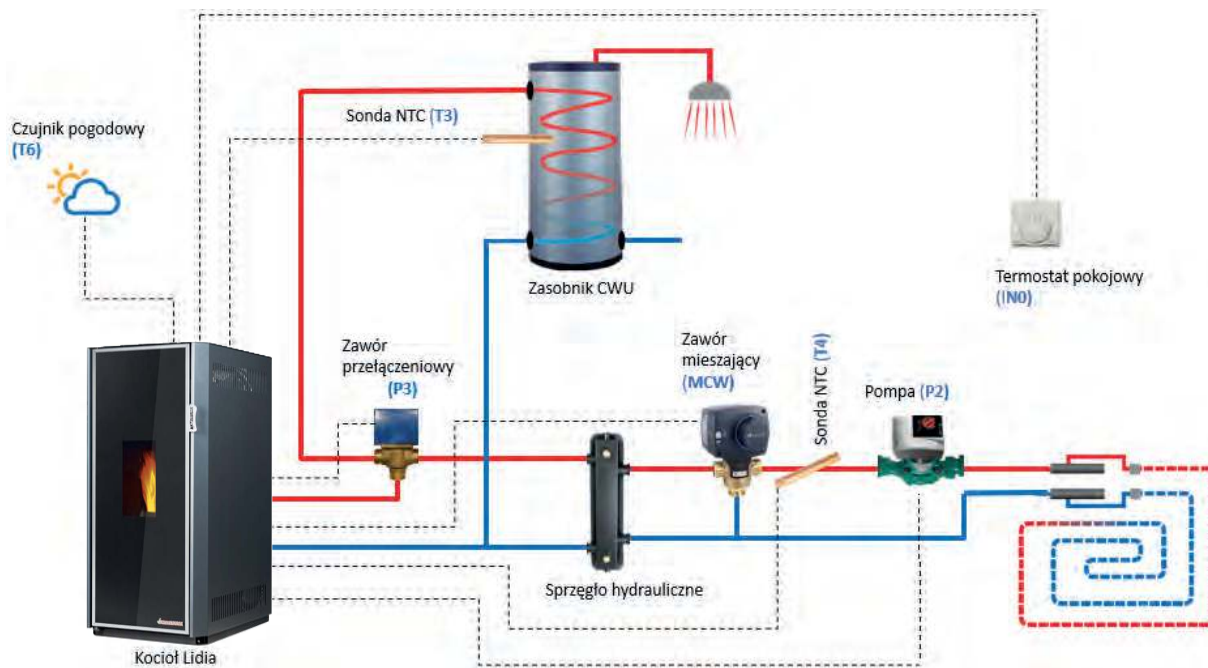 Sonda NTC (T3)
Czujnik pogodowy
(T6)
Zasobnik CWU
Termostat pokojowy
(IN0)
Zawór
przełączeniowy
(P3)
Zawór
mieszający
(MCW)
Sonda NTC (T4)
Pompa (P2)
Sprzęgło hydrauliczne
Kocioł Lidia